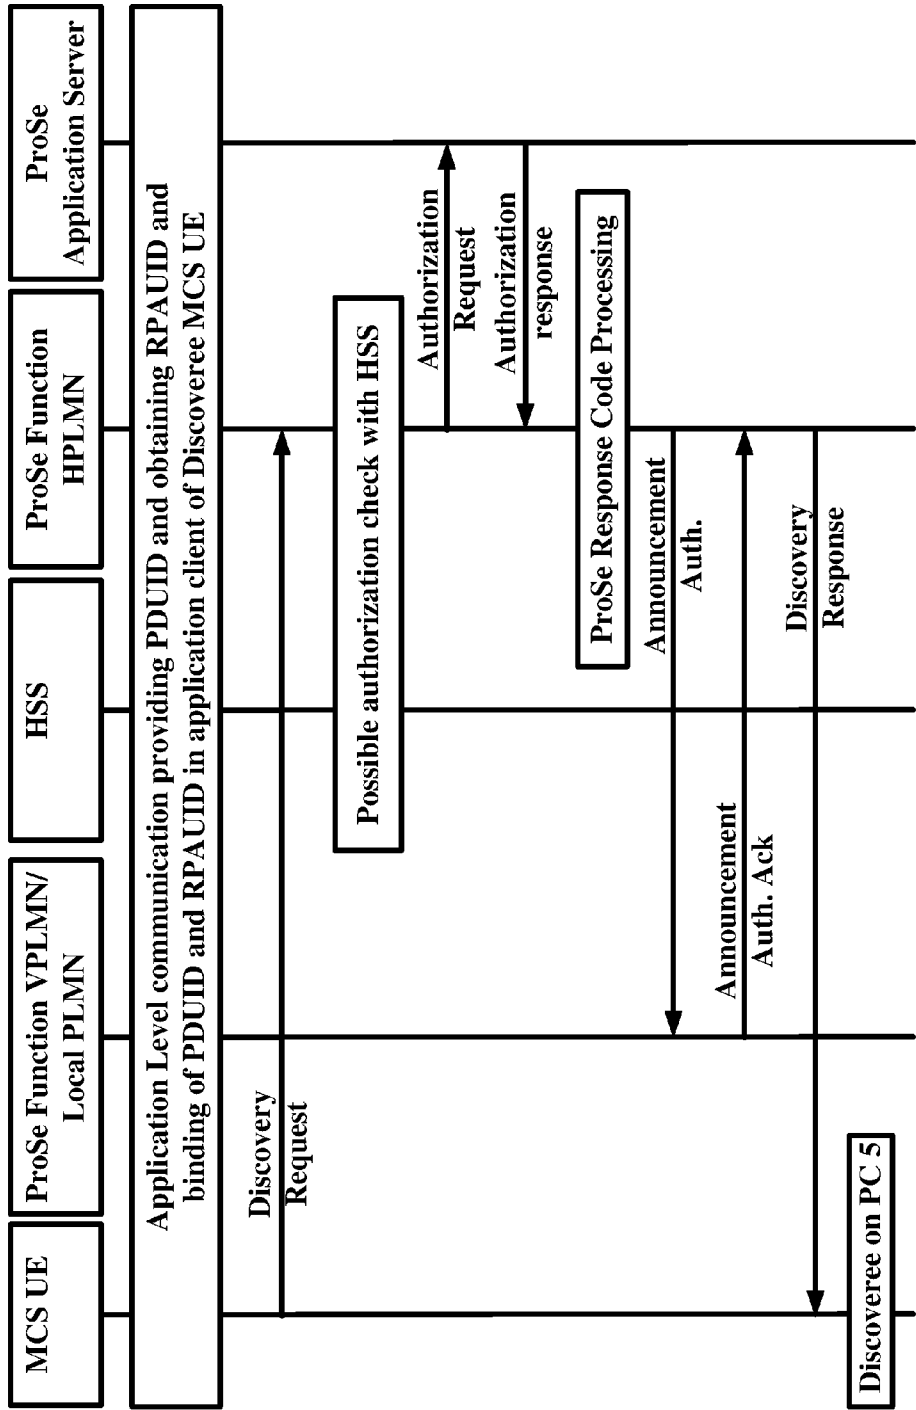 MCS UE
ProSe Function VPLMN/
Local PLMN
HSS
ProSe Function
HPLMN
ProSe
Application Server
Application Level communication providing PDUID and obtaining RPAUID and
binding of PDUID and RPAUID in application client of Discoveree MCS UE
Discovery
Request
Possible authorization check with HSS
Authorization
Request
Authorization
response
ProSe Response Code Processing
Announcement
Auth.
Announcement
Auth. Ack
Discovery
Response
Discoveree on PC 5